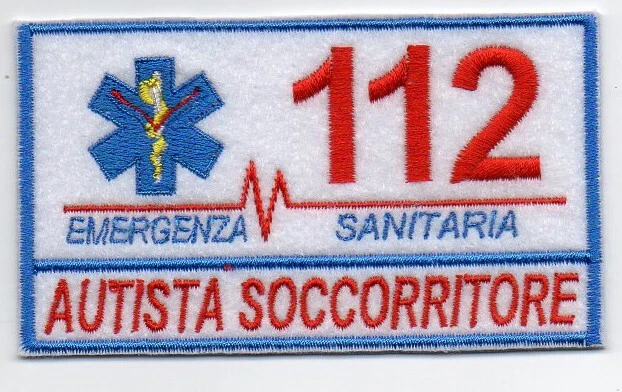 112
EMERGENZA SANITARIA
AUTISTA SOCCORRITORE